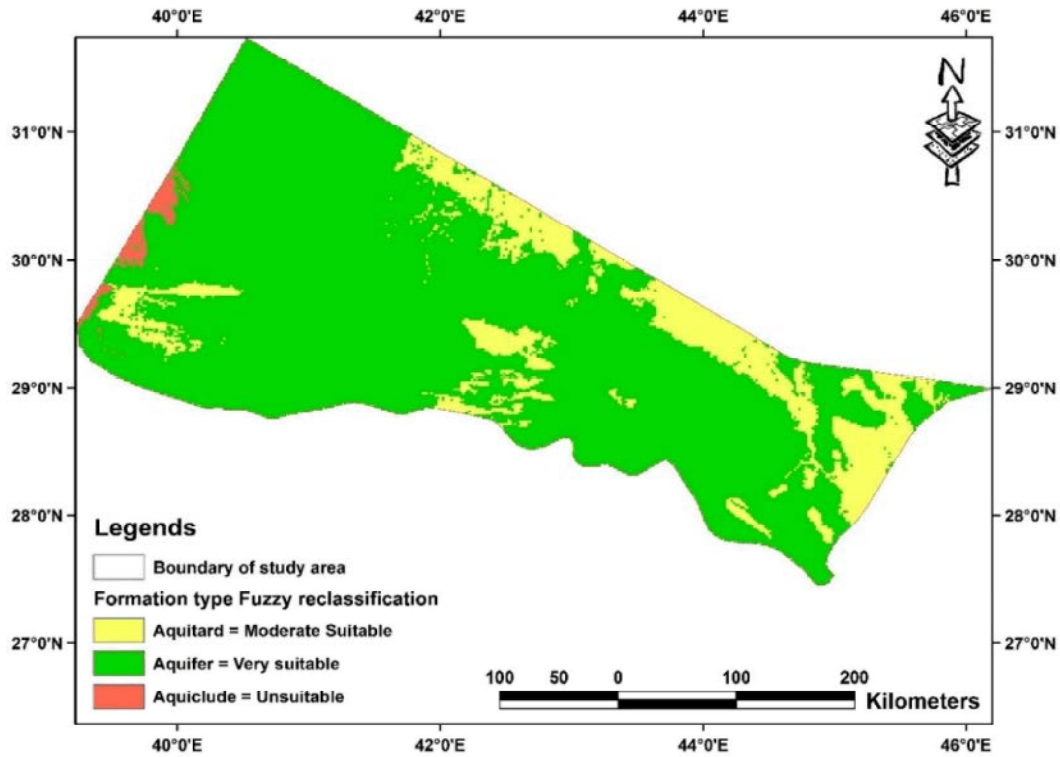 40°0'E 42°0'E 44°0'E 46°0'E
N
31°0'N 31°0'N
30°0'N 30°0'N
29°0'N 29°0'N
28°0'N 28°0'N
27°0'N 27°0'N
Legends
Boundary of study area
Formation type Fuzzy reclassification
Aquitard = Moderate Suitable
Aquifer = Very suitable
Aquiclude = Unsuitable
100 50 0 100 200
Kilometers
40°0'E 42°0'E 44°0'E 46°0'E